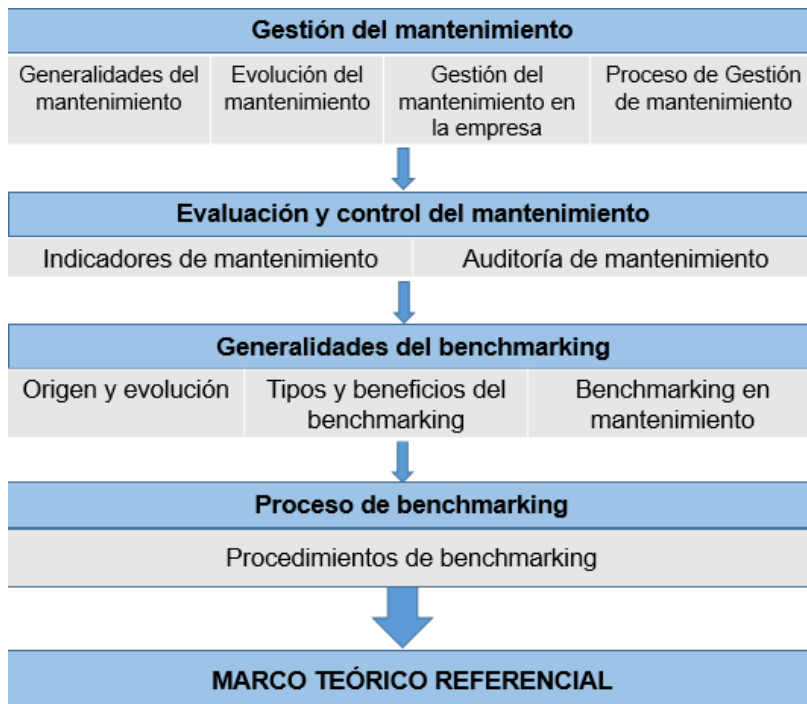 Gestión del mantenimiento
Generalidades del
mantenimiento
Evolución del
mantenimiento
Gestión del
mantenimiento en
la empresa
Proceso de Gestión
de mantenimiento
Evaluación y control del mantenimiento
Indicadores de mantenimiento
Auditoría de mantenimiento
Generalidades del benchmarking
Origen y evolución
Tipos y beneficios del
benchmarking
Benchmarking en
mantenimiento
Proceso de benchmarking
Procedimientos de benchmarking
MARCO TEÓRICO REFERENCIAL